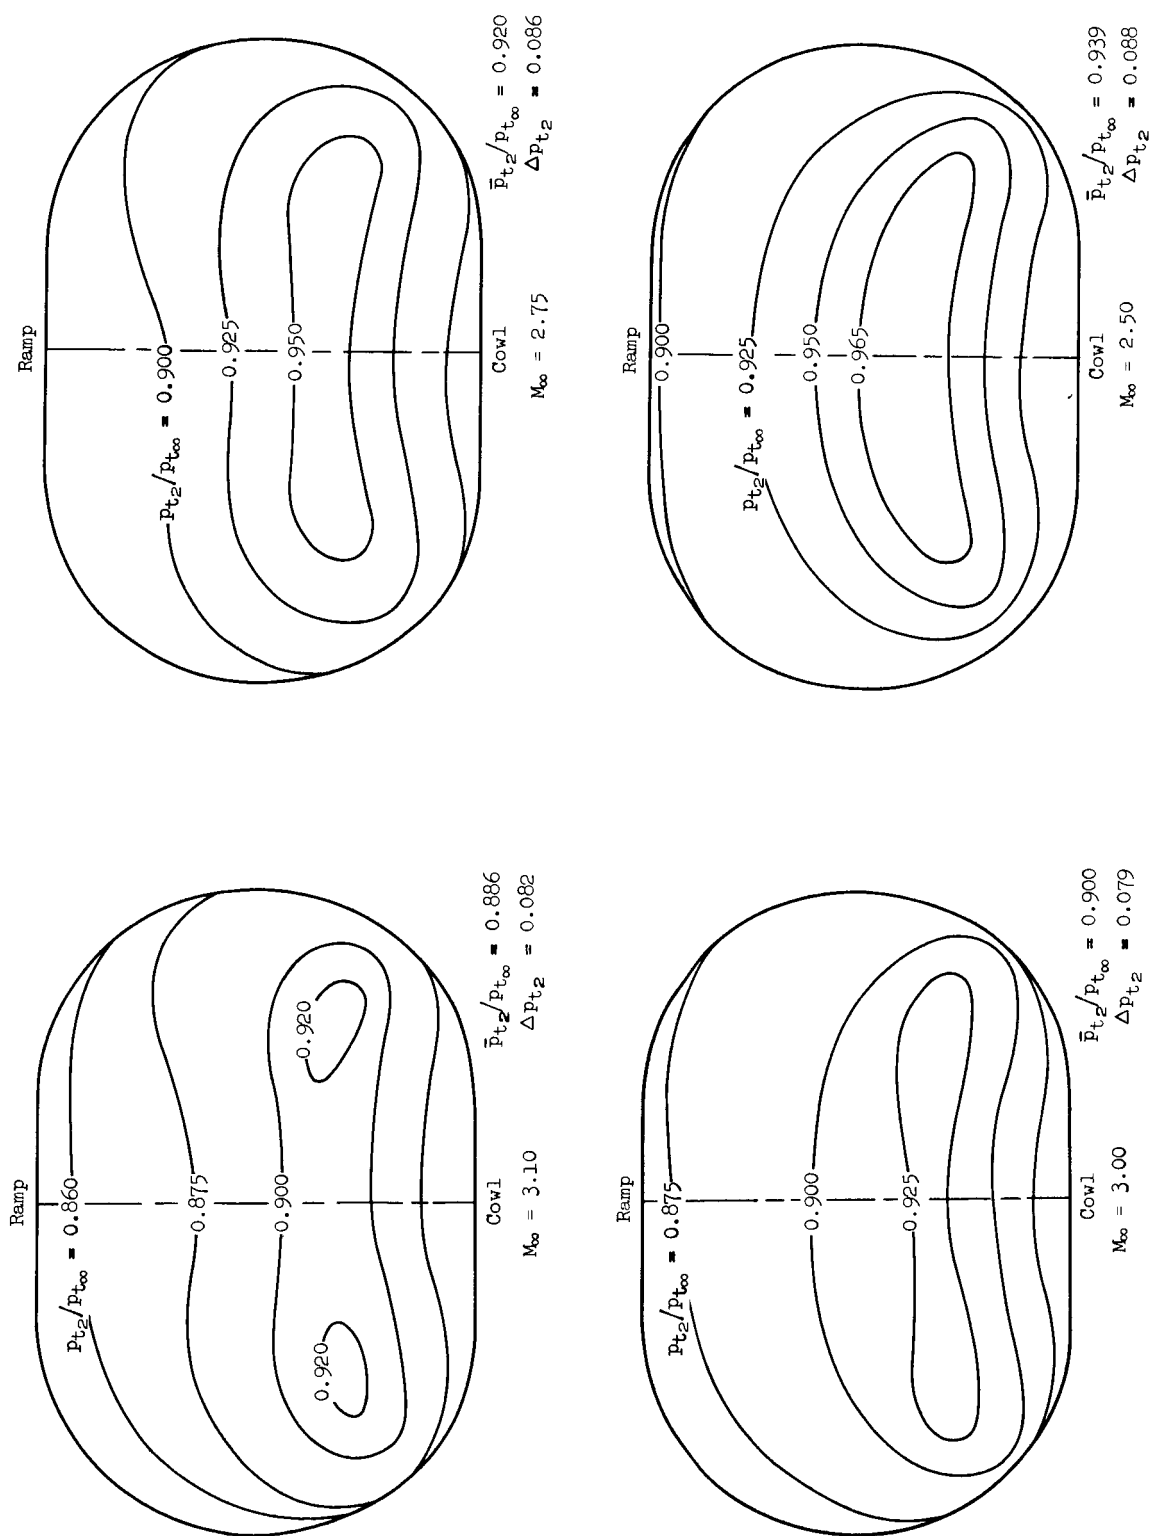 Ramp
p_t2/p_t∞ = 0.860
0.875
0.900
0.920
0.920
Cowl
M∞ = 3.10
p̄_t2/p_t∞ = 0.886
Δp_t2 = 0.082
Ramp
p_t2/p_t∞ = 0.900
0.925
0.950
Cowl
M∞ = 2.75
p̄_t2/p_t∞ = 0.920
Δp_t2 = 0.086
Ramp
p_t2/p_t∞ = 0.875
0.900
0.925
Cowl
M∞ = 3.00
p̄_t2/p_t∞ = 0.900
Δp_t2 = 0.079
Ramp
0.900
p_t2/p_t∞ = 0.925
0.950
0.965
Cowl
M∞ = 2.50
p̄_t2/p_t∞ = 0.939
Δp_t2 = 0.088